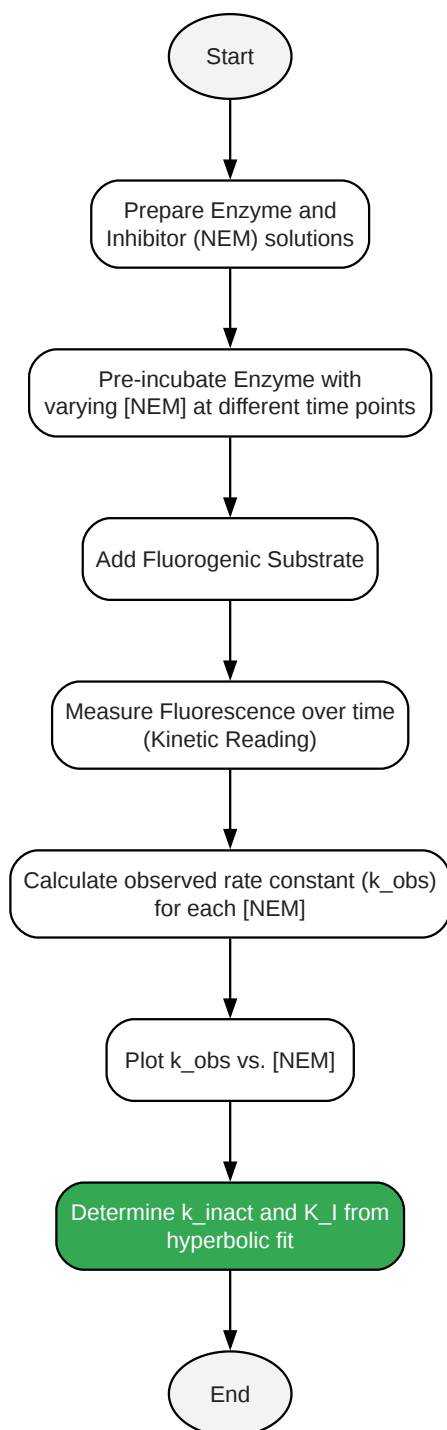 Start
Prepare Enzyme and
Inhibitor (NEM) solutions
Pre-incubate Enzyme with
varying [NEM] at different time points
Add Fluorogenic Substrate
Measure Fluorescence over time
(Kinetic Reading)
Calculate observed rate constant (k_obs)
for each [NEM]
Plot k_obs vs. [NEM]
Determine k_inact and K_I from
hyperbolic fit
End